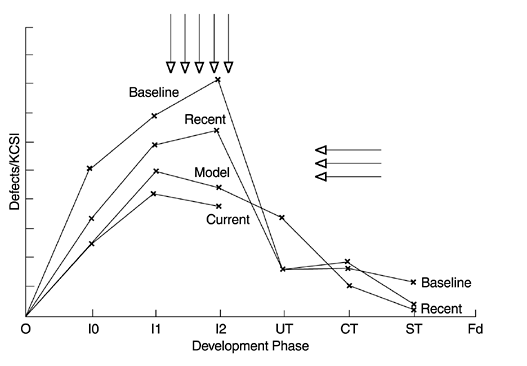 Baseline
Recent
Model
Current
Defects/KCSI
Baseline
Recent
O I0 I1 I2 UT CT ST Fd
Development Phase